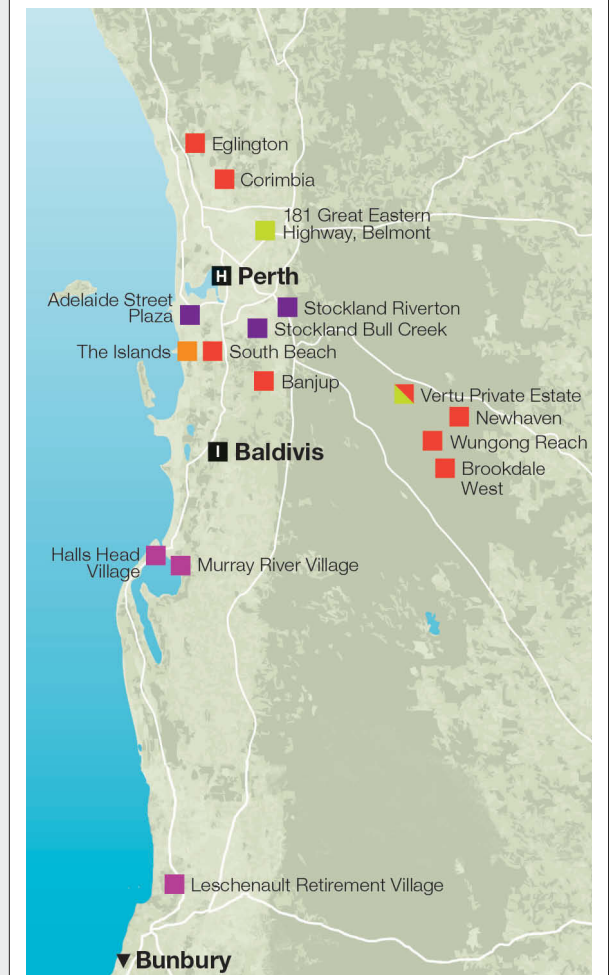 Eglington
Corimbia
181 Great Eastern
Highway, Belmont
H Perth
Adelaide Street
Plaza
Stockland Riverton
Stockland Bull Creek
The Islands
South Beach
Banjup
Vertu Private Estate
Newhaven
Wungong Reach
Brookdale
West
I Baldivis
Halls Head
Village
Murray River Village
Leschenault Retirement Village
Bunbury